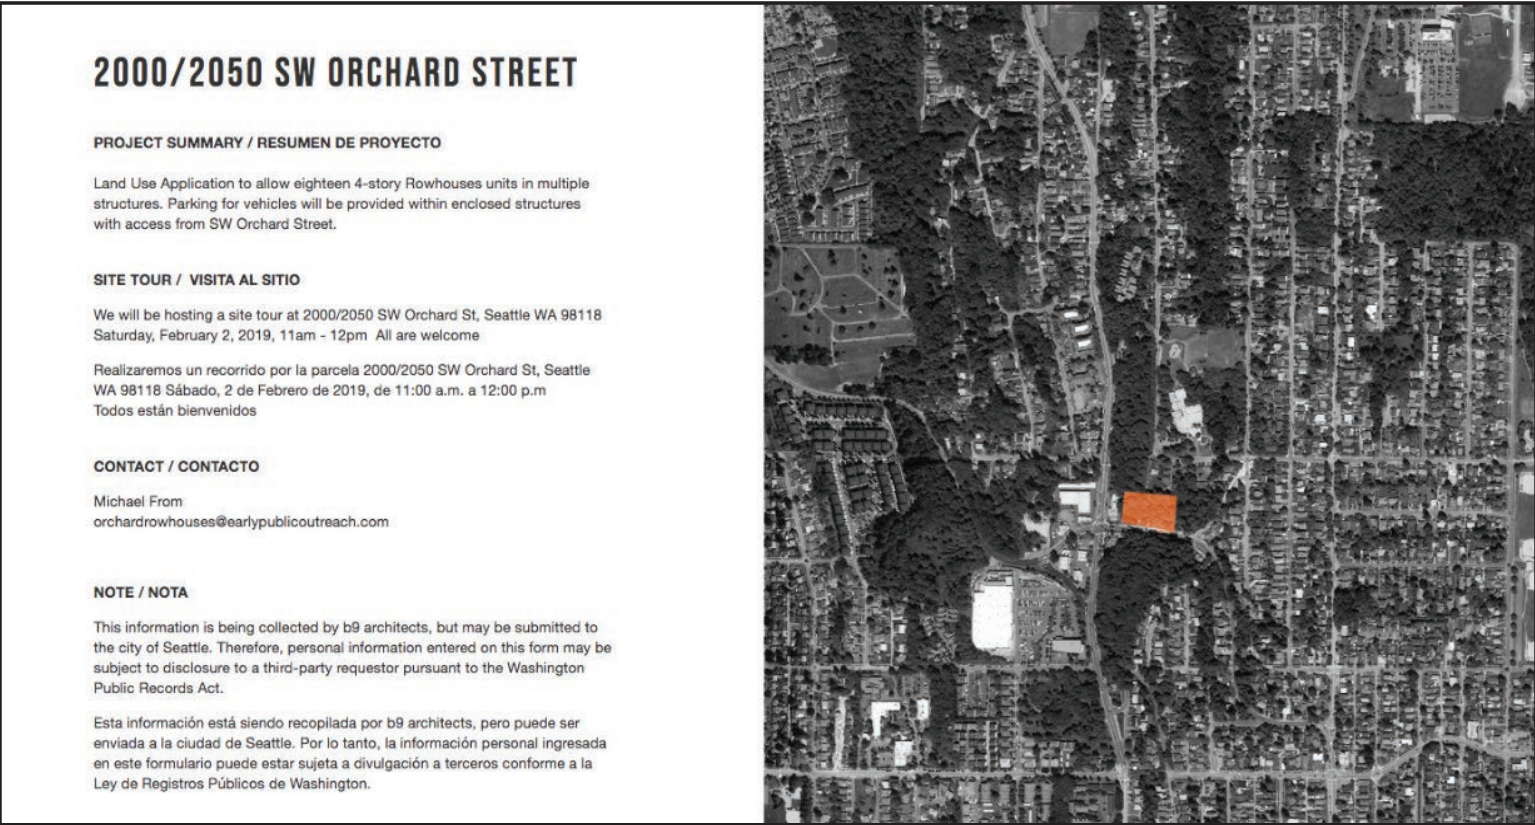 2000/2050 SW ORCHARD STREET
PROJECT SUMMARY / RESUMEN DE PROYECTO
Land Use Application to allow eighteen 4-story Rowhouses units in multiple
structures. Parking for vehicles will be provided within enclosed structures
with access from SW Orchard Street.
SITE TOUR / VISITA AL SITIO
We will be hosting a site tour at 2000/2050 SW Orchard St, Seattle WA 98118
Saturday, February 2, 2019, 11am - 12pm  All are welcome
Realizaremos un recorrido por la parcela 2000/2050 SW Orchard St, Seattle
WA 98118 Sábado, 2 de Febrero de 2019, de 11:00 a.m. a 12:00 p.m
Todos están bienvenidos
CONTACT / CONTACTO
Michael From
orchardrowhouses@earlypublicoutreach.com
NOTE / NOTA
This information is being collected by b9 architects, but may be submitted to
the city of Seattle. Therefore, personal information entered on this form may be
subject to disclosure to a third-party requestor pursuant to the Washington
Public Records Act.
Esta información está siendo recopilada por b9 architects, pero puede ser
enviada a la ciudad de Seattle. Por lo tanto, la información personal ingresada
en este formulario puede estar sujeta a divulgación a terceros conforme a la
Ley de Registros Públicos de Washington.